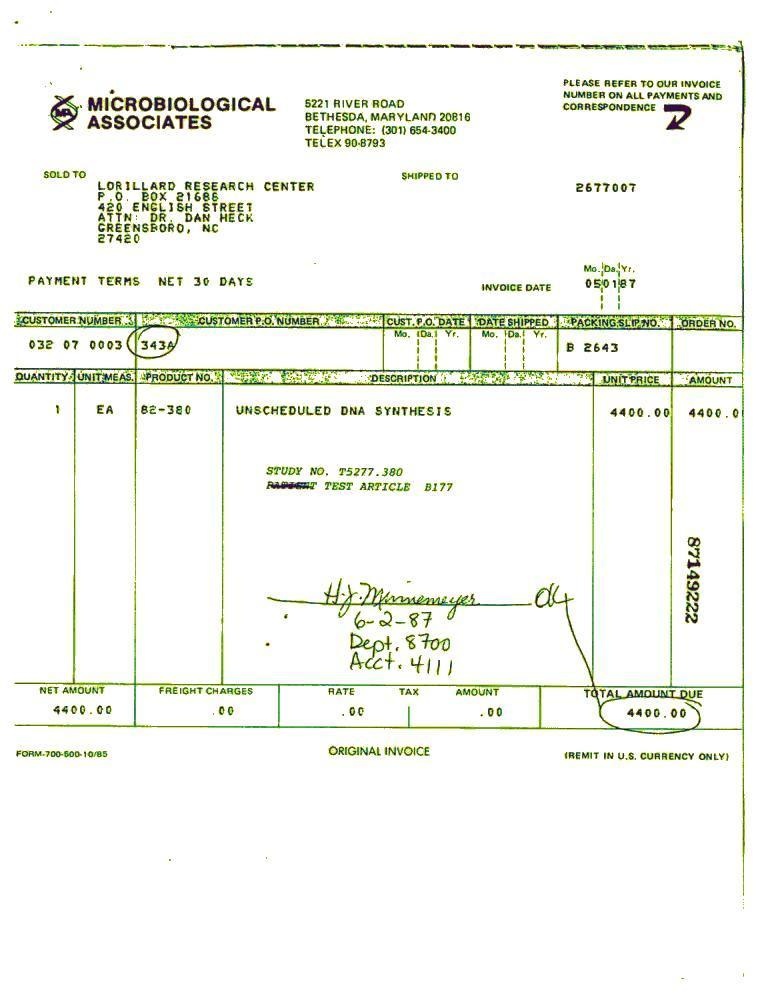 MICROBIOLOGICAL
ASSOCIATES
5221 RIVER ROAD
BETHESDA, MARYLAND 20816
TELEPHONE: (301) 654-3400
TELEX 90-8793
PLEASE REFER TO OUR INVOICE
NUMBER ON ALL PAYMENTS AND
CORRESPONDENCE
SOLD TO
LORILLARD RESEARCH CENTER
P.O. BOX 21688
420 ENGLISH STREET
ATTN: DR. DAN HECK
GREENSBORO, NC
27420
SHIPPED TO
2677007
PAYMENT TERMS NET 30 DAYS
INVOICE DATE
Mo. Da. Yr.
050187
CUSTOMER NUMBER CUSTOMER P.O. NUMBER CUST. P.O. DATE DATE SHIPPED PACKING SLIP NO. ORDER NO.
Mo. Da. Yr. Mo. Da. Yr.
032 07 0003 343A B 2643
QUANTITY UNIT MEAS. PRODUCT NO. DESCRIPTION UNIT PRICE AMOUNT
1 EA 82-380 UNSCHEDULED DNA SYNTHESIS 4400.00 4400.0
STUDY NO. T5277.380
TEST ARTICLE B177
87149222
H.J. Minnemeyer
6-2-87
Dept. 8700
Acct. 4111
NET AMOUNT FREIGHT CHARGES RATE TAX AMOUNT TOTAL AMOUNT DUE
4400.00 .00 .00 .00 4400.00
FORM-700-500-10/85 ORIGINAL INVOICE (REMIT IN U.S. CURRENCY ONLY)